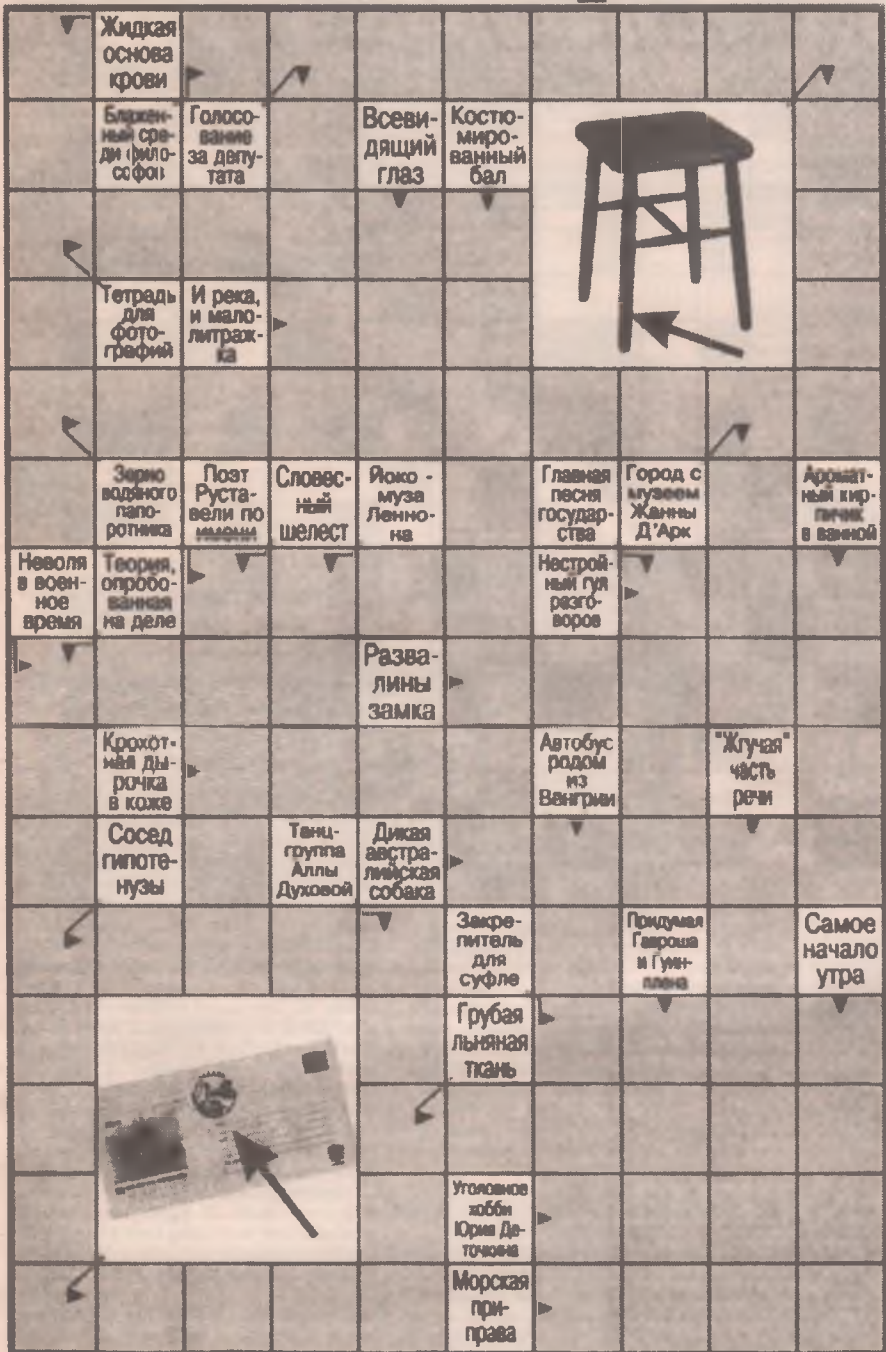 Жидкая
основа
крови
Блажен-
ный сре-
ди фило-
софов
Голосо-
вание
за депу-
тата
Всеви-
дящий
глаз
Костю-
миро-
ванный
бал
Тетрадь
для
фото-
графий
И река,
и мало-
литраж-
ка
Зерно
водяного
папо-
ротника
Поэт
Руста-
вели по
имени
Словес-
ный
шелест
Йоко -
муза
Ленно-
на
Главная
песня
государ-
ства
Город с
музеем
Жанны
Д'Арк
Аромат-
ный кир-
пичик
в ванной
Неволя
в воен-
ное
время
Теория,
опробо-
ванная
на деле
Нестрой-
ный гул
разго-
воров
Разва-
лины
замка
Крохот-
ная ды-
рочка
в коже
Автобус
родом
из
Венгрии
"Жгучая"
часть
речи
Сосед
гипоте-
нузы
Танц-
группа
Аллы
Духовой
Дикая
австра-
лийская
собака
Закре-
питель
для
суфле
Придумал
Гавроша
и Гуин-
плена
Самое
начало
утра
Грубая
льняная
ткань
Уголовное
хобби
Юрия Де-
точкина
Морская
при-
права